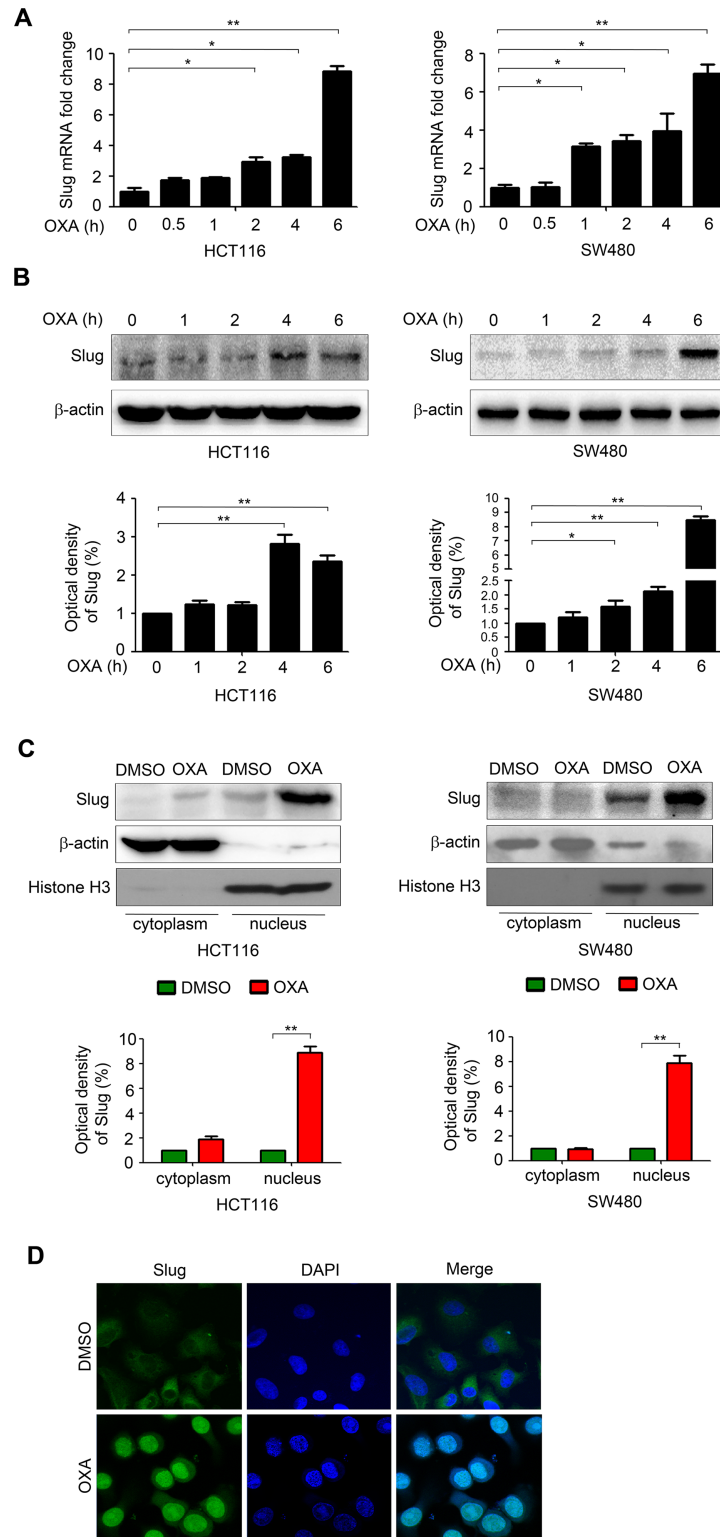 A
Slug mRNA fold change
10
8
6
4
2
0
** 
*
*
OXA (h) 0 0.5 1 2 4 6
HCT116
Slug mRNA fold change
8
6
4
2
0
**
*
*
*
OXA (h) 0 0.5 1 2 4 6
SW480
B
OXA (h) 0 1 2 4 6
Slug
β-actin
HCT116
OXA (h) 0 1 2 4 6
Slug
β-actin
SW480
Optical density
of Slug (%)
4
3
2
1
0
**
**
OXA (h) 0 1 2 4 6
HCT116
Optical density
of Slug (%)
10
9
8
7
6
5
2.5
2.0
1.5
1.0
0.5
**
**
*
OXA (h) 0 1 2 4 6
SW480
C
DMSO OXA DMSO OXA
Slug
β-actin
Histone H3
cytoplasm nucleus
HCT116
DMSO OXA DMSO OXA
Slug
β-actin
Histone H3
cytoplasm nucleus
SW480
DMSO OXA
Optical density
of Slug (%)
10
8
6
4
2
0
**
cytoplasm nucleus
HCT116
DMSO OXA
Optical density
of Slug (%)
10
8
6
4
2
0
**
cytoplasm nucleus
SW480
D
Slug DAPI Merge
DMSO
OXA